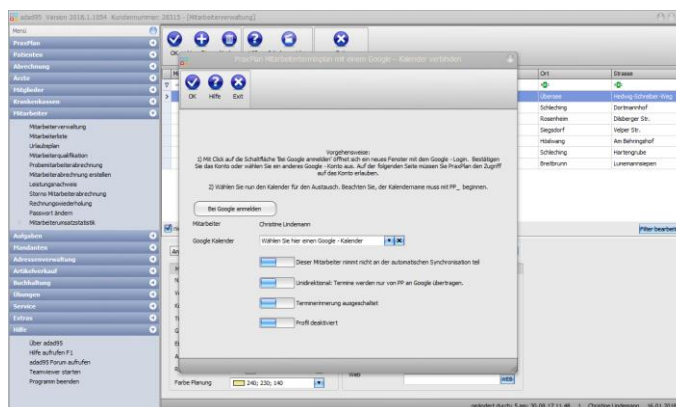 adad95 Version 2018.1.1054 Kundennummer: 28315 - [Mitarbeiterverwaltung]
Menü
PraxPlan
Patienten
Abrechnung
Ärzte
Mitglieder
Krankenkassen
Mitarbeiter
Mitarbeiterverwaltung
Mitarbeiterliste
Urlaubsplan
Mitarbeiterqualifikation
Probemitarbeiterabrechnung
Mitarbeiterabrechnung erstellen
Leistungsnachweis
Storno Mitarbeiterabrechnung
Rechnungswiederholung
Passwort ändern
Mitarbeiterumsatzstatistik
Aufgaben
Mandanten
Adressenverwaltung
Artikelverkauf
Buchhaltung
Übungen
Service
Extras
Hilfe
Über adad95
Hilfe aufrufen F1
adad95 Forum aufrufen
Teamviewer starten
Programm beenden
PraxPlan Mitarbeiterterminplan mit einem Google - Kalender verbinden
OK Hilfe Exit
Vorgehensweise:
1) Mit Click auf die Schaltfläche 'Bei Google anmelden' öffnet sich ein neues Fenster mit dem Google - Login. Bestätigen
Sie das Konto oder wählen Sie ein anderes Google - Konto aus. Auf der folgenden Seite müssen Sie PraxPlan den Zugriff
auf das Konto erlauben.
2) Wählen Sie nun den Kalender für den Austausch. Beachten Sie, der Kalendername muss mit PP_ beginnen.
Bei Google anmelden
Mitarbeiter Christine Lindemann
Google Kalender Wählen Sie hier einen Google - Kalender
Dieser Mitarbeiter nimmt nicht an der automatischen Synchronisation teil
Unidirektional: Termine werden nur von PP an Google übertragen.
Terminerinnerung ausgeschaltet
Profil deaktiviert
Ort Strasse
Übersee Hedwig-Schreiber-Weg
Schleching Dortmannhof
Rosenheim Dilsberger Str.
Siegsdorf Velper Str.
Höslwang Am Behringshof
Schleching Hartengrube
Breitbrunn Lunemannsiepen
Filter bearbeiten
Farbe Planung 240; 230; 140
Web WEB
Christine Lindemann